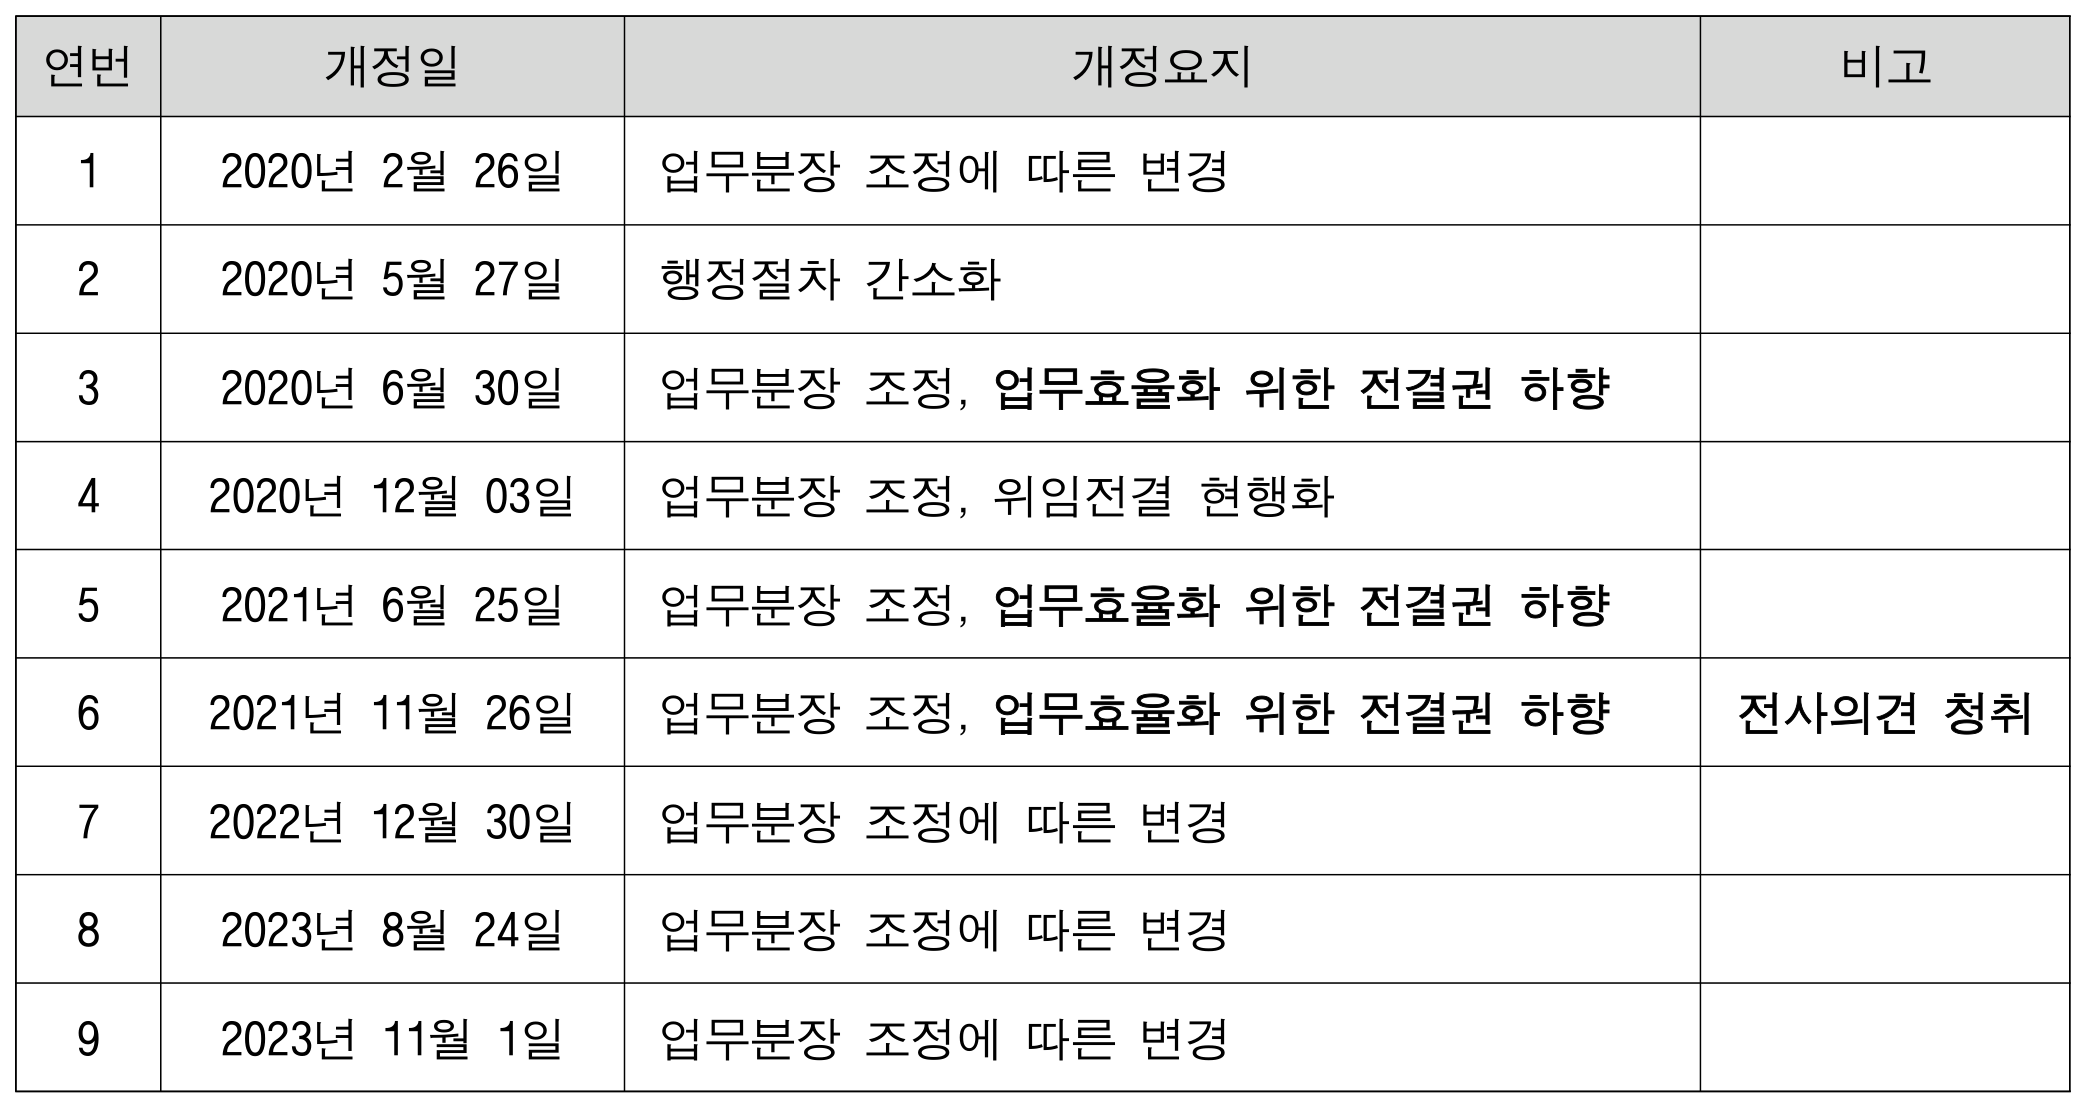 연번 개정일 개정요지 비고
1 2020년 2월 26일 업무분장 조정에 따른 변경
2 2020년 5월 27일 행정절차 간소화
3 2020년 6월 30일 업무분장 조정, 업무효율화 위한 전결권 하향
4 2020년 12월 03일 업무분장 조정, 위임전결 현행화
5 2021년 6월 25일 업무분장 조정, 업무효율화 위한 전결권 하향
6 2021년 11월 26일 업무분장 조정, 업무효율화 위한 전결권 하향 전사의견 청취
7 2022년 12월 30일 업무분장 조정에 따른 변경
8 2023년 8월 24일 업무분장 조정에 따른 변경
9 2023년 11월 1일 업무분장 조정에 따른 변경